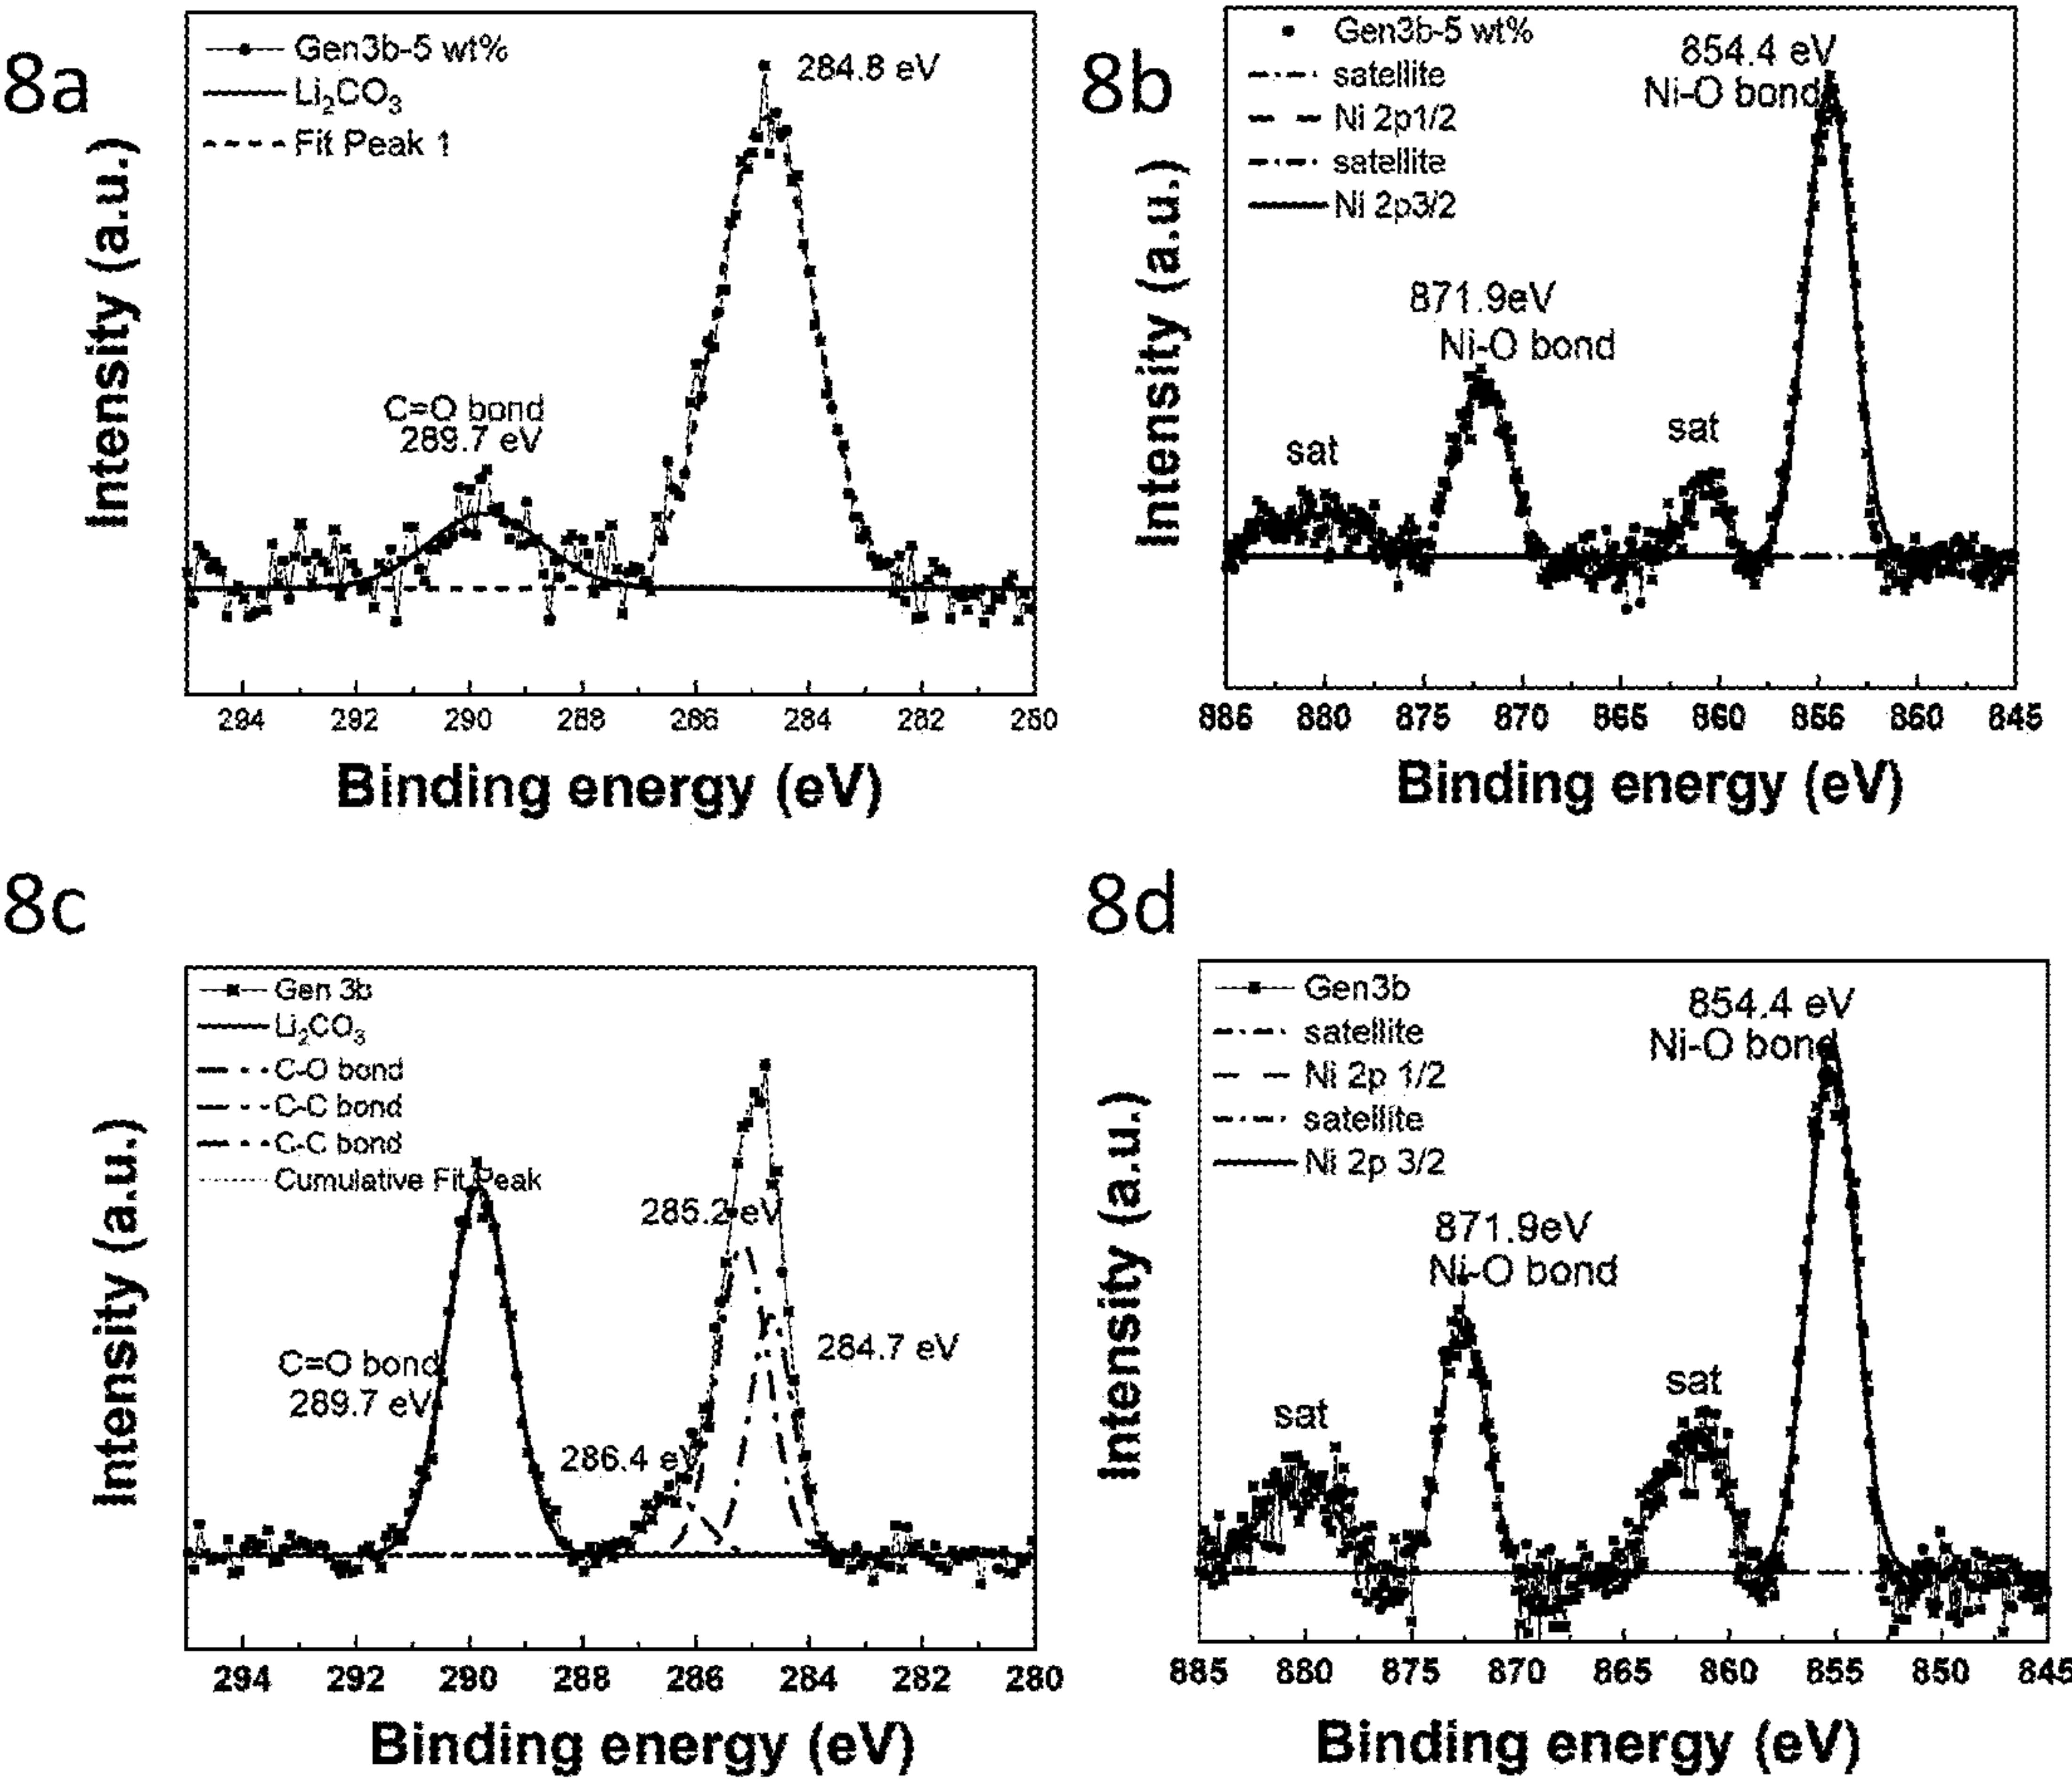 8a
Gen3b-5 wt%
Li2CO3
Fit Peak 1
284.8 eV
C=O bond
289.7 eV
Intensity (a.u.)
294 292 290 288 286 284 282 280
Binding energy (eV)
8b
Gen3b-5 wt%
satellite
Ni 2p1/2
satellite
Ni 2p3/2
854.4 eV
Ni-O bond
871.9eV
Ni-O bond
sat
sat
Intensity (a.u.)
885 880 875 870 865 860 855 850 845
Binding energy (eV)
8c
Gen 3b
Li2CO3
C-O bond
C-C bond
C-C bond
Cumulative Fit Peak
285.2 eV
284.7 eV
C=O bond
289.7 eV
286.4 eV
Intensity (a.u.)
294 292 290 288 286 284 282 280
Binding energy (eV)
8d
Gen3b
satellite
Ni 2p 1/2
satellite
Ni 2p 3/2
854.4 eV
Ni-O bond
871.9eV
Ni-O bond
sat
sat
Intensity (a.u.)
885 880 875 870 865 860 855 850 845
Binding energy (eV)